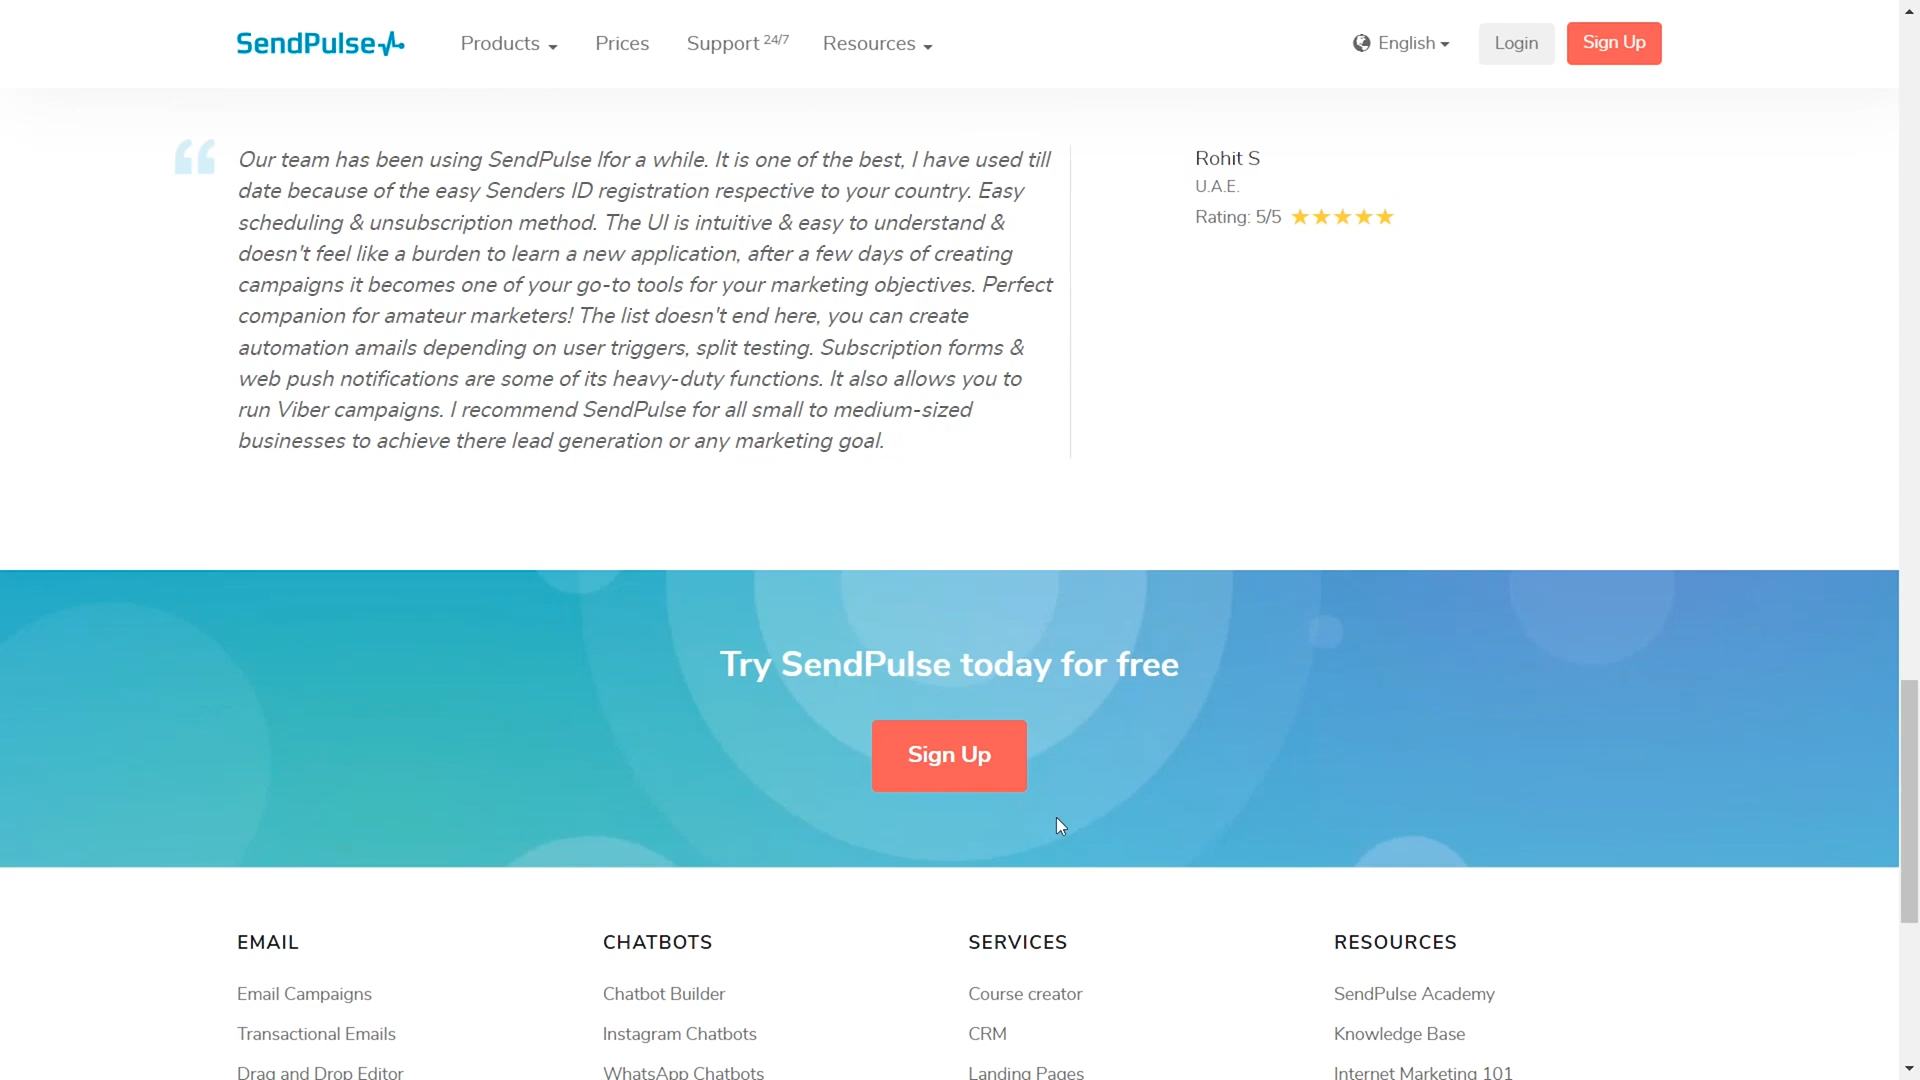 SendPulse
Products
Prices
Support 24/7
Resources
English
Login
Sign Up
Our team has been using SendPulse lfor a while. It is one of the best, I have used till
date because of the easy Senders ID registration respective to your country. Easy
scheduling & unsubscription method. The UI is intuitive & easy to understand &
doesn't feel like a burden to learn a new application, after a few days of creating
campaigns it becomes one of your go-to tools for your marketing objectives. Perfect
companion for amateur marketers! The list doesn't end here, you can create
automation amails depending on user triggers, split testing. Subscription forms &
web push notifications are some of its heavy-duty functions. It also allows you to
run Viber campaigns. I recommend SendPulse for all small to medium-sized
businesses to achieve there lead generation or any marketing goal.
Rohit S
U.A.E.
Rating: 5/5
Try SendPulse today for free
Sign Up
EMAIL
Email Campaigns
Transactional Emails
Drag and Drop Editor
CHATBOTS
Chatbot Builder
Instagram Chatbots
WhatsApp Chatbots
SERVICES
Course creator
CRM
Landing Pages
RESOURCES
SendPulse Academy
Knowledge Base
Internet Marketing 101